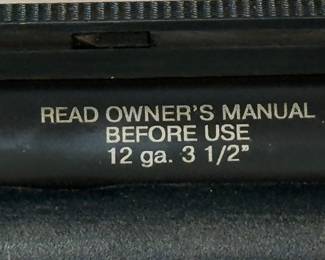 READ OWNER'S MANUAL
BEFORE USE
12 ga. 3 1/2"